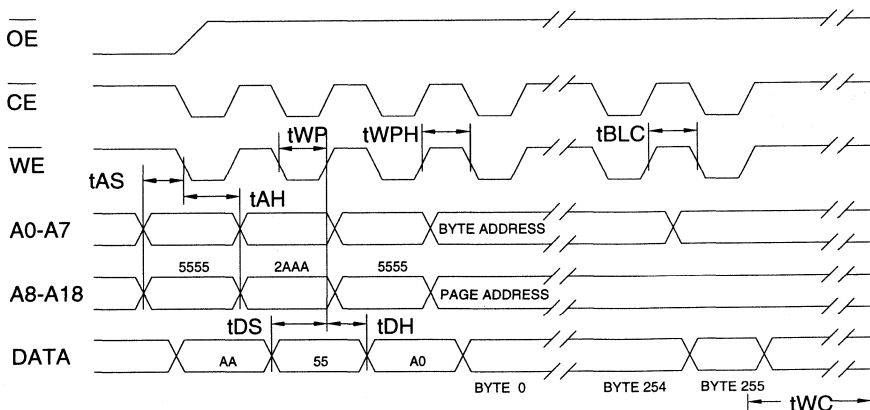 OE
CE
tWP tWPH tBLC
WE
tAS tAH
A0-A7 BYTE ADDRESS
5555 2AAA 5555
A8-A18 PAGE ADDRESS
tDS tDH
DATA AA 55 A0
BYTE 0 BYTE 254 BYTE 255
tWC